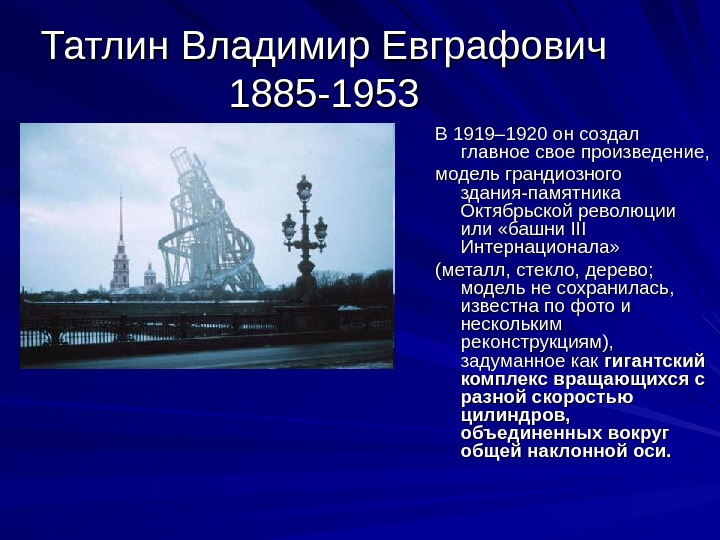 Татлин Владимир Евграфович
1885-1953
В 1919–1920 он создал
главное свое произведение,
модель грандиозного
здания-памятника
Октябрьской революции
или «башни III
Интернационала»
(металл, стекло, дерево;
модель не сохранилась,
известна по фото и
нескольким
реконструкциям),
задуманное как гигантский
комплекс вращающихся с
разной скоростью
цилиндров,
объединенных вокруг
общей наклонной оси.